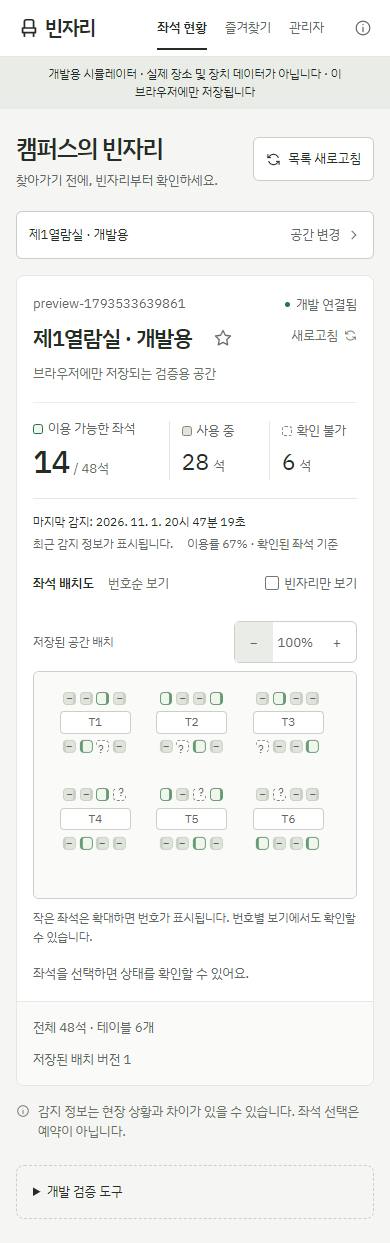 빈자리 좌석 현황 즐겨찾기 관리자
개발용 시뮬레이터 · 실제 장소 및 장치 데이터가 아닙니다 · 이
브라우저에만 저장됩니다
캠퍼스의 빈자리
찾아가기 전에, 빈자리부터 확인하세요.
목록 새로고침
제1열람실 · 개발용 공간 변경
preview-1793533639861 개발 연결됨
제1열람실 · 개발용 새로고침
브라우저에만 저장되는 검증용 공간
이용 가능한 좌석 사용 중 확인 불가
14 / 48석 28 석 6 석
마지막 감지: 2026. 11. 1. 20시 47분 19초
최근 감지 정보가 표시됩니다. 이용률 67% · 확인된 좌석 기준
좌석 배치도 번호순 보기 빈자리만 보기
저장된 공간 배치 − 100% +
– – – – – – –
T1 T2 T3
– ? – – ? – ? – –
– – ? – ? – ? – –
T4 T5 T6
– – – – – – – –
작은 좌석은 확대하면 번호가 표시됩니다. 번호별 보기에서도 확인할
수 있습니다.
좌석을 선택하면 상태를 확인할 수 있어요.
전체 48석 · 테이블 6개
저장된 배치 버전 1
감지 정보는 현장 상황과 차이가 있을 수 있습니다. 좌석 선택은
예약이 아닙니다.
개발 검증 도구